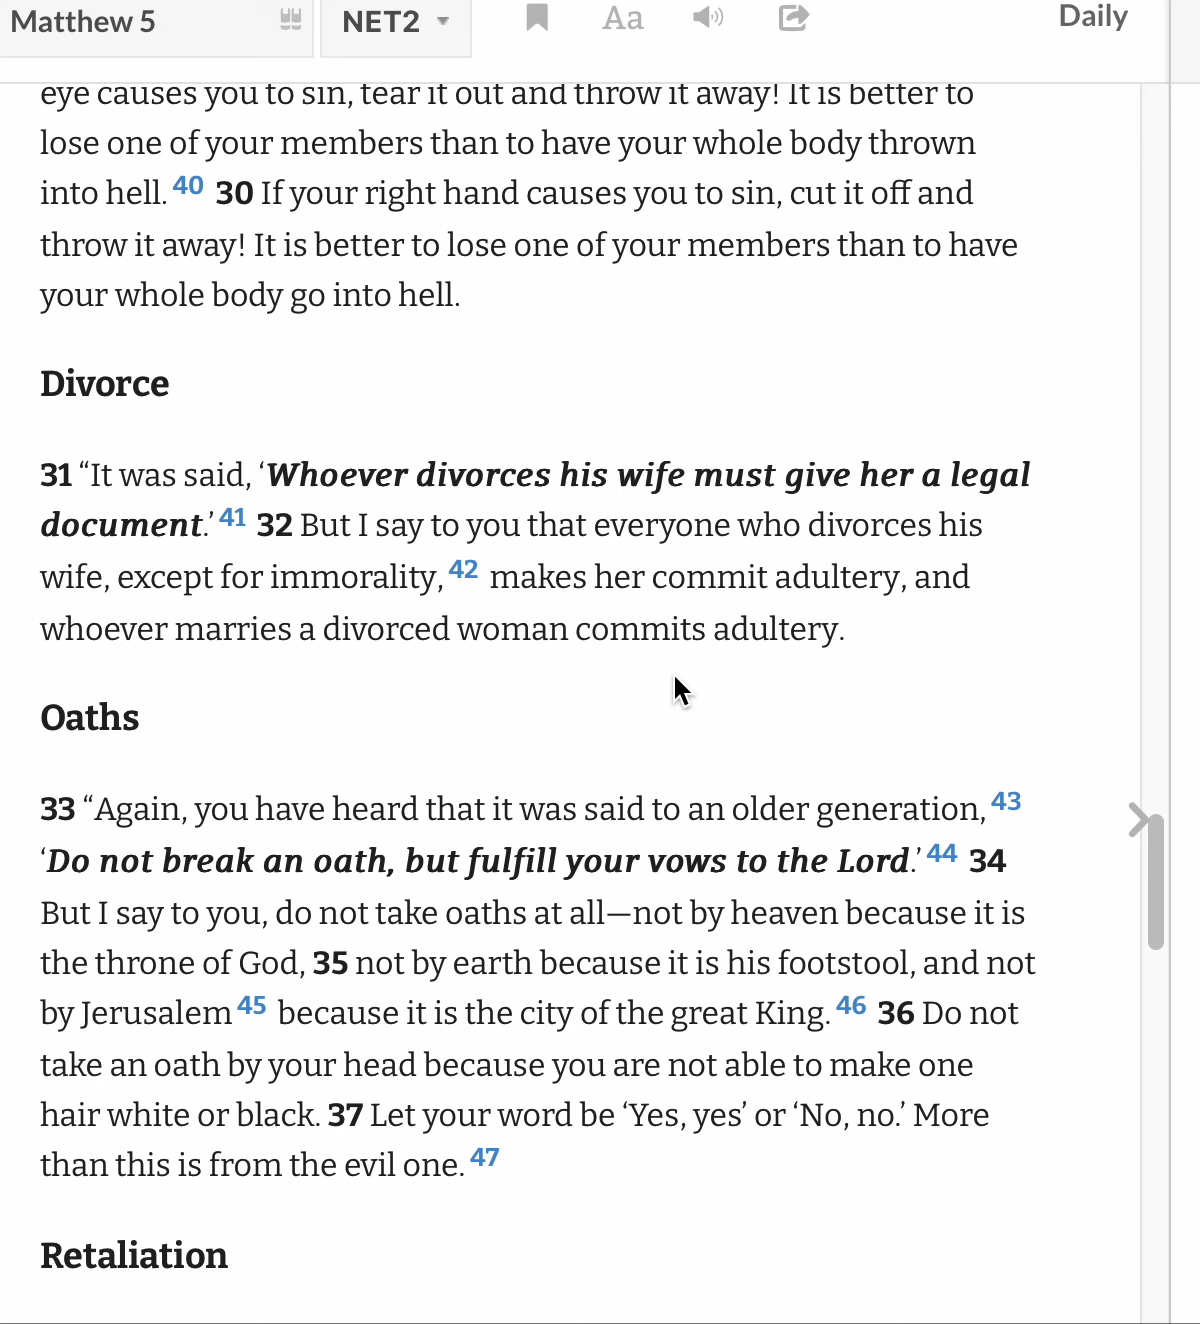 Matthew 5 NET2 Aa Daily
eye causes you to sin, tear it out and throw it away! It is better to
lose one of your members than to have your whole body thrown
into hell. 40 30 If your right hand causes you to sin, cut it off and
throw it away! It is better to lose one of your members than to have
your whole body go into hell.
Divorce
31 “It was said, ‘Whoever divorces his wife must give her a legal
document.’ 41 32 But I say to you that everyone who divorces his
wife, except for immorality, 42 makes her commit adultery, and
whoever marries a divorced woman commits adultery.
Oaths
33 “Again, you have heard that it was said to an older generation, 43
‘Do not break an oath, but fulfill your vows to the Lord.’ 44 34
But I say to you, do not take oaths at all—not by heaven because it is
the throne of God, 35 not by earth because it is his footstool, and not
by Jerusalem 45 because it is the city of the great King. 46 36 Do not
take an oath by your head because you are not able to make one
hair white or black. 37 Let your word be ‘Yes, yes’ or ‘No, no.’ More
than this is from the evil one. 47
Retaliation